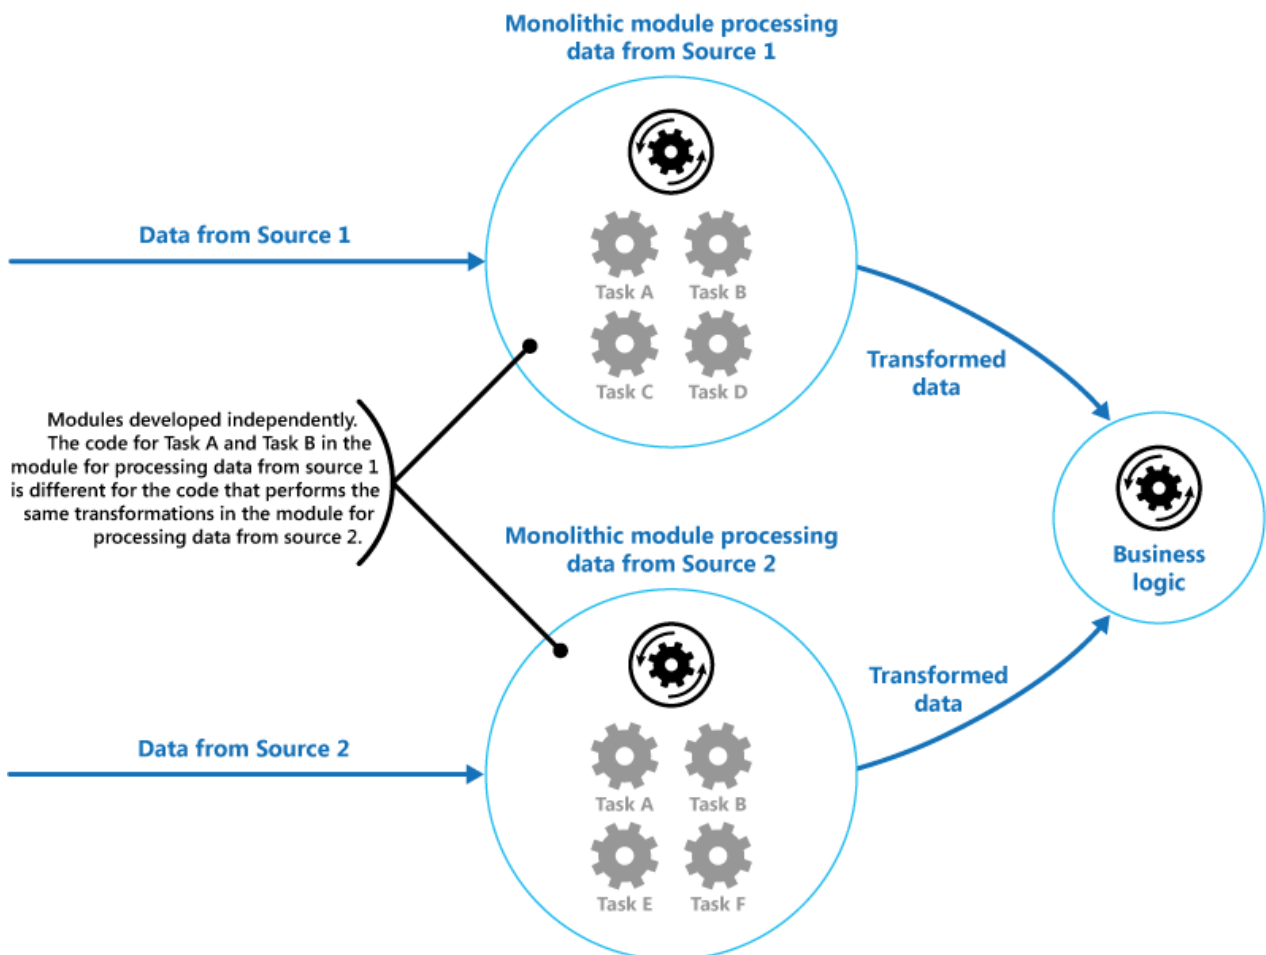 Monolithic module processing
data from Source 1
Data from Source 1
Task A
Task B
Task C
Task D
Transformed
data
Modules developed independently.
The code for Task A and Task B in the
module for processing data from source 1
is different for the code that performs the
same transformations in the module for
processing data from source 2.
Business
logic
Monolithic module processing
data from Source 2
Data from Source 2
Task A
Task B
Task E
Task F
Transformed
data